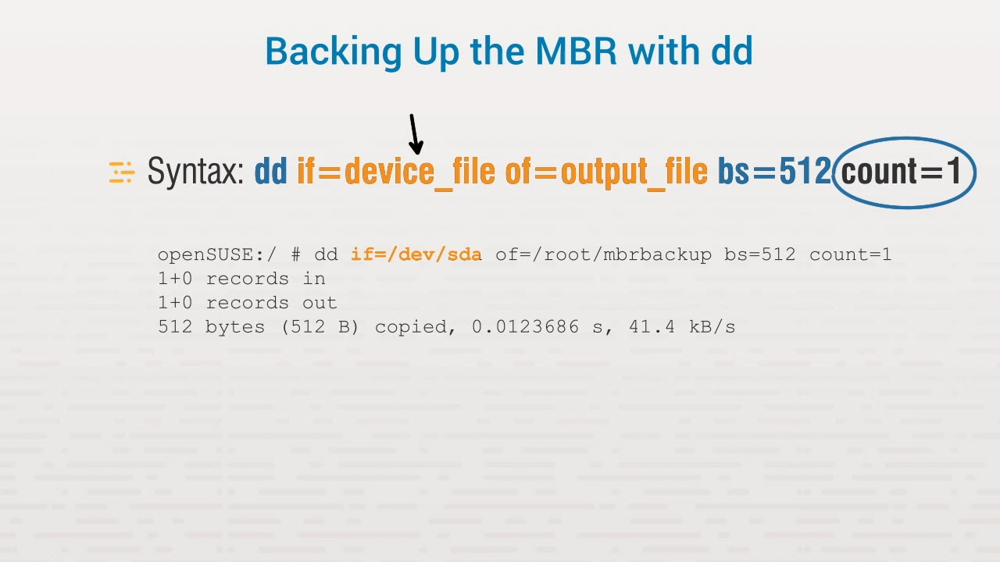 Backing Up the MBR with dd
Syntax: dd if=device_file of=output_file bs=512 count=1
openSUSE:/ # dd if=/dev/sda of=/root/mbrbackup bs=512 count=1
1+0 records in
1+0 records out
512 bytes (512 B) copied, 0.0123686 s, 41.4 kB/s